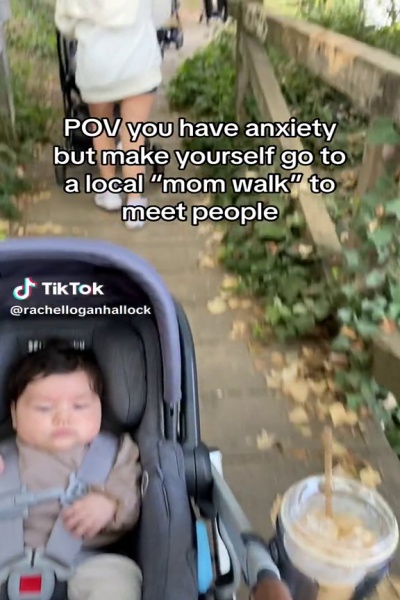 POV you have anxiety
but make yourself go to
a local “mom walk” to
meet people
TikTok
@rachelloganhallock